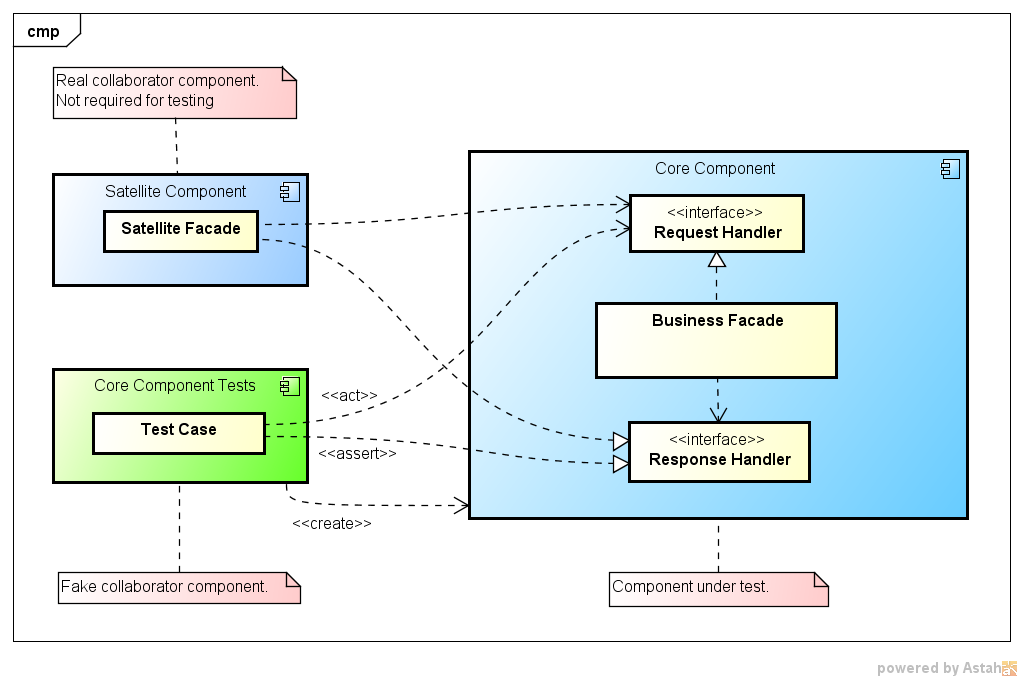 cmp
Real collaborator component.
Not required for testing
Satellite Component
Satellite Facade
Core Component
<<interface>>
Request Handler
Business Facade
<<interface>>
Response Handler
Core Component Tests
Test Case
<<act>>
<<assert>>
<<create>>
Fake collaborator component.
Component under test.
powered by Astah